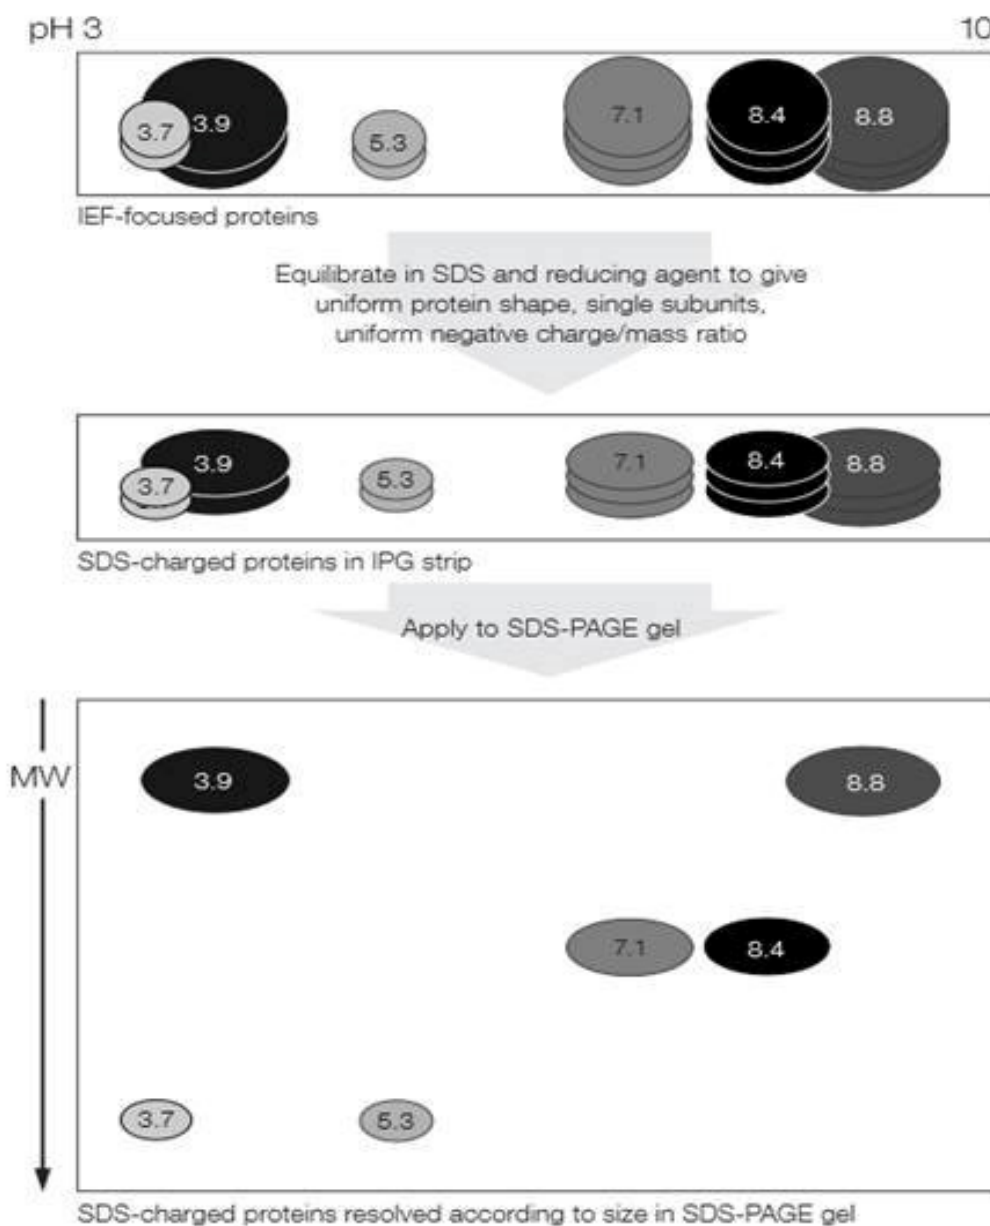 pH 3 10
3.7 3.9 5.3 7.1 8.4 8.8
IEF-focused proteins
Equilibrate in SDS and reducing agent to give
uniform protein shape, single subunits,
uniform negative charge/mass ratio
3.7 3.9 5.3 7.1 8.4 8.8
SDS-charged proteins in IPG strip
Apply to SDS-PAGE gel
MW
3.9 8.8
7.1 8.4
3.7 5.3
SDS-charged proteins resolved according to size in SDS-PAGE gel